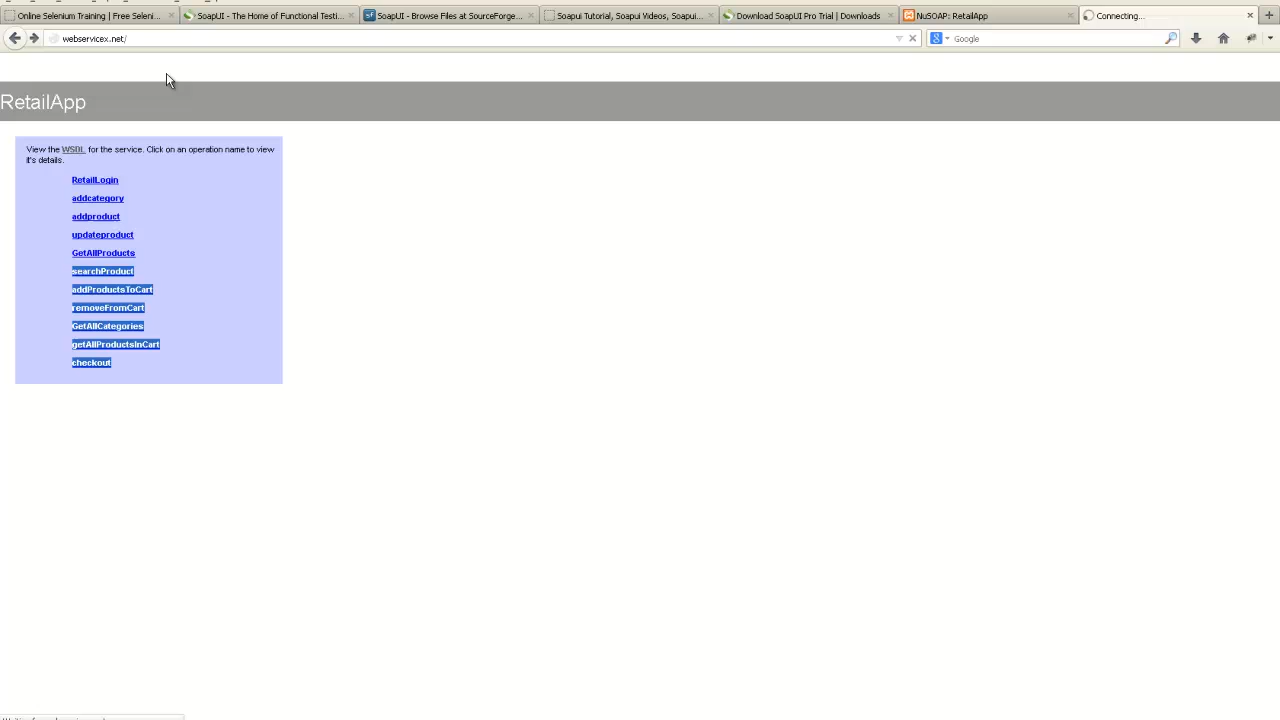 Online Selenium Training | Free Seleni...
SoapUI - The Home of Functional Testi...
SoapUI - Browse Files at SourceForge...
Soapui Tutorial, Soapui Videos, Soapui...
Download SoapUI Pro Trial | Downloads
NuSOAP: RetailApp
Connecting...
webservicex.net/
Google
RetailApp
View the WSDL for the service. Click on an operation name to view
it's details.
RetailLogin
addcategory
addproduct
updateproduct
GetAllProducts
searchProduct
addProductsToCart
removeFromCart
GetAllCategories
getAllProductsInCart
checkout